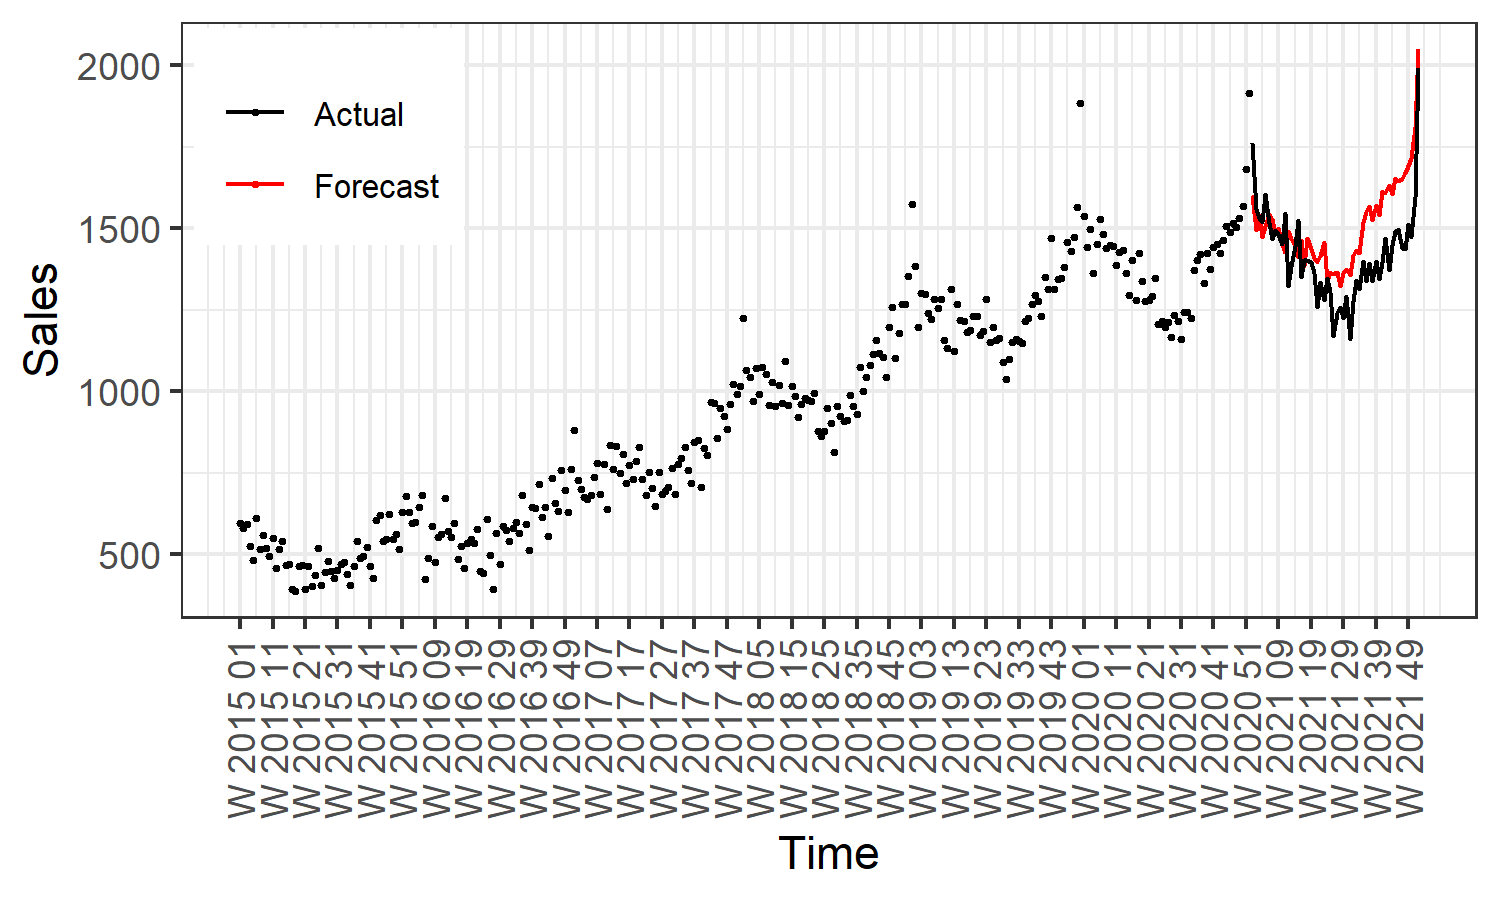 2000
1500
1000
500
Sales
Actual
Forecast
W 2015 01
W 2015 11
W 2015 21
W 2015 31
W 2015 41
W 2015 51
W 2016 09
W 2016 19
W 2016 29
W 2016 39
W 2016 49
W 2017 07
W 2017 17
W 2017 27
W 2017 37
W 2017 47
W 2018 05
W 2018 15
W 2018 25
W 2018 35
W 2018 45
W 2019 03
W 2019 13
W 2019 23
W 2019 33
W 2019 43
W 2020 01
W 2020 11
W 2020 21
W 2020 31
W 2020 41
W 2020 51
W 2021 09
W 2021 19
W 2021 29
W 2021 39
W 2021 49
Time